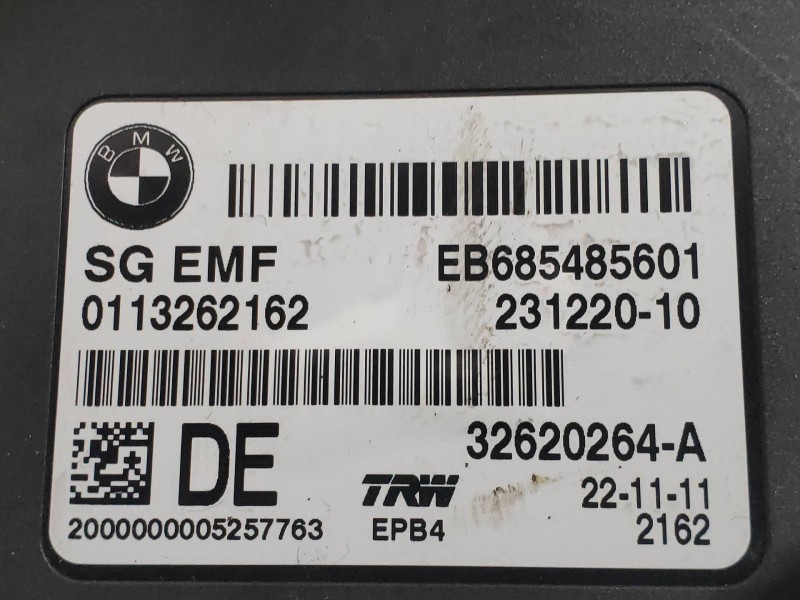 BMW
SG EMF EB685485601
0113262162 231220-10
DE 32620264-A
TRW 22-11-11
2000000005257763 EPB4 2162